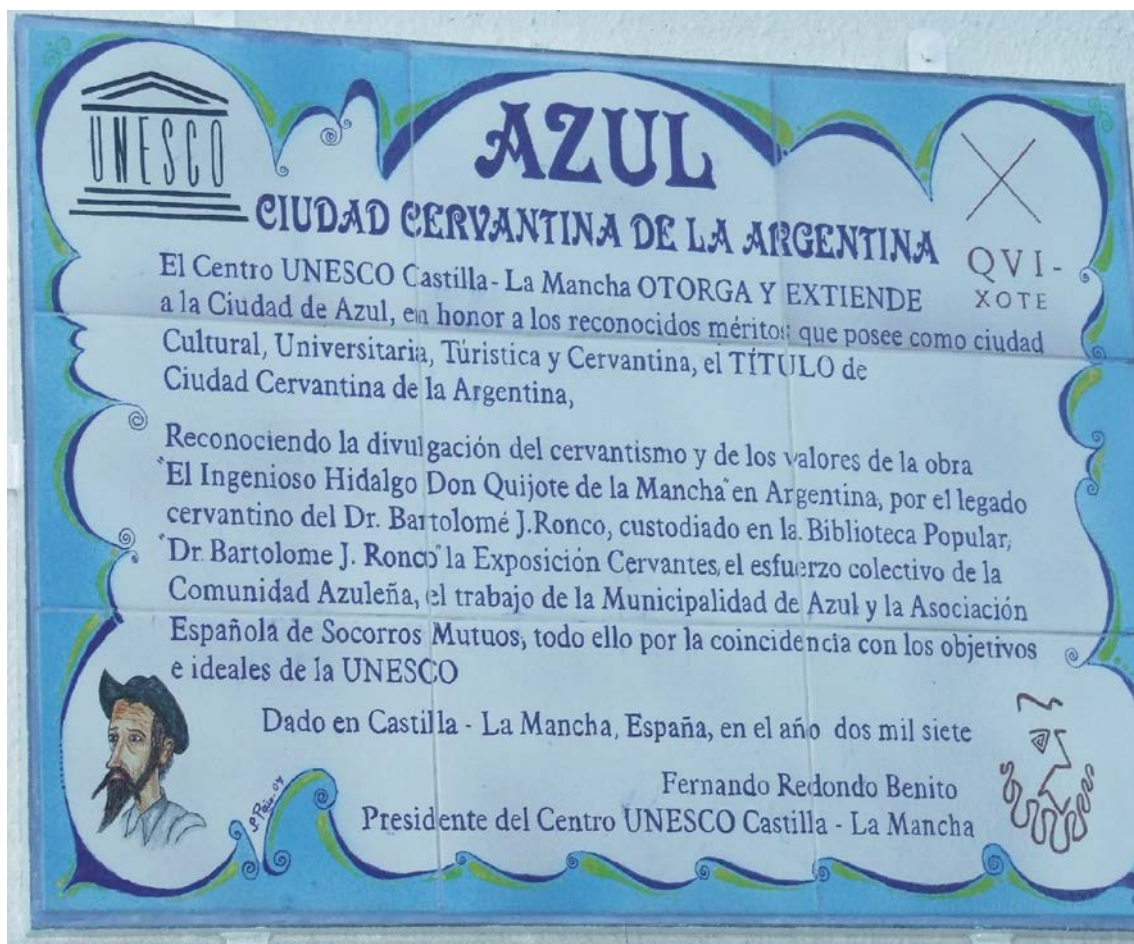 UNESCO
AZUL
CIUDAD CERVANTINA DE LA ARGENTINA
QVI-
XOTE
El Centro UNESCO Castilla - La Mancha OTORGA Y EXTIENDE
a la Ciudad de Azul, en honor a los reconocidos méritos que posee como ciudad
Cultural, Universitaria, Túristica y Cervantina, el TÍTULO de
Ciudad Cervantina de la Argentina,
Reconociendo la divulgación del cervantismo y de los valores de la obra
"El Ingenioso Hidalgo Don Quijote de la Mancha" en Argentina, por el legado
cervantino del Dr. Bartolomé J.Ronco, custodiado en la Biblioteca Popular,
"Dr. Bartolome J. Ronco" la Exposición Cervantes, el esfuerzo colectivo de la
Comunidad Azuleña, el trabajo de la Municipalidad de Azul y la Asociación
Española de Socorros Mutuos, todo ello por la coincidencia con los objetivos
e ideales de la UNESCO
Dado en Castilla - La Mancha, España, en el año dos mil siete
Fernando Redondo Benito
Presidente del Centro UNESCO Castilla - La Mancha